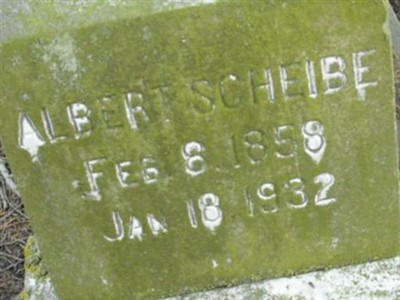 ALBERT SCHEIBE
FEB 8 1858
JAN 18 1932